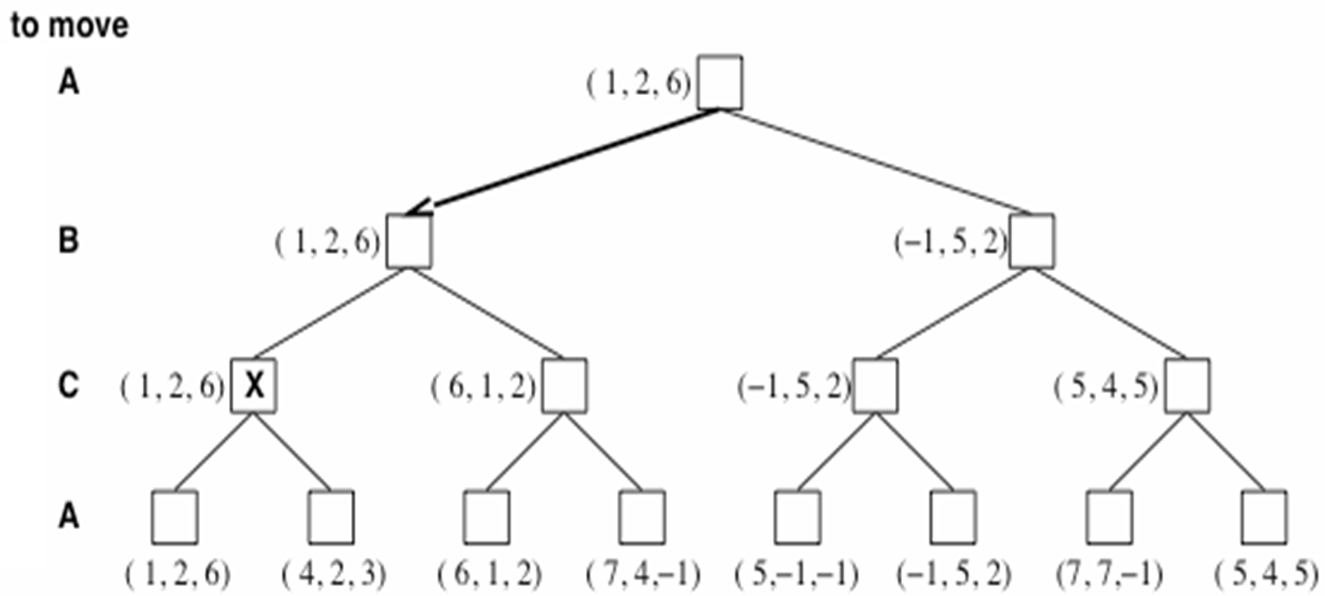 to move
A ( 1, 2, 6)
B ( 1, 2, 6) (−1, 5, 2)
C ( 1, 2, 6) X ( 6, 1, 2) (−1, 5, 2) ( 5, 4, 5)
A
( 1, 2, 6) ( 4, 2, 3) ( 6, 1, 2) ( 7, 4,−1) ( 5,−1,−1) (−1, 5, 2) (7, 7,−1) ( 5, 4, 5)